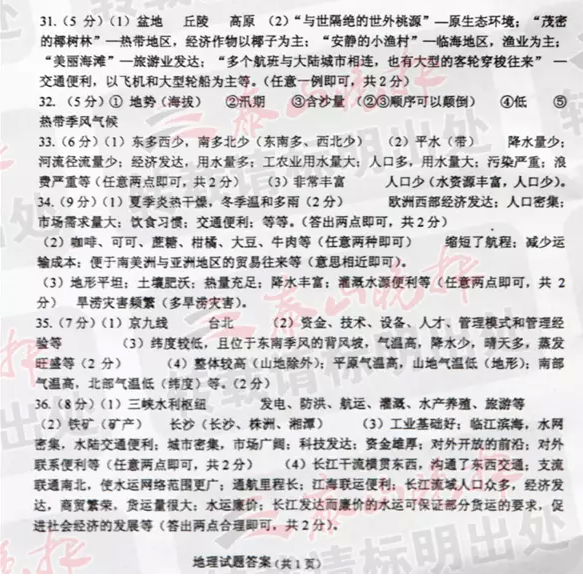 31.（5 分）（1）盆地　丘陵　高原（2）“与世隔绝的世外桃源”—原生态环境；“茂密
的椰树林”—热带地区，经济作物以椰子为主；“安静的小渔村”—临海地区，渔业为主；
“美丽海滩”—旅游业发达；“多个航班与大陆城市相连，也有大型的客轮穿梭往来”—
交通便利，以飞机和大型轮船为主等。（任意一例即可，共 2 分）
32.（5 分）① 地势（海拔）　②汛期　③含沙量（②③顺序可以颠倒）　④低　⑤
热带季风气候
33.（6 分）（1）东多西少，南多北少（东南多、西北少）（2）平水（带）　降水量少；
河流径流量少；经济发达，用水量多；工农业用水量大；人口多，用水量大；污染严重；浪
费严重等（任意两点即可，共 2 分）　（3）非常丰富　人口少（水资源丰富，人口少）。
34.（9 分）（1）夏季炎热干燥，冬季温和多雨（2 分）　欧洲西部经济发达；人口密集；
市场需求量大；饮食习惯；交通便利；等等。（答出两点即可，共 2 分）
（2）咖啡、可可、蔗糖、柑橘、大豆、牛肉等（任意两种即可）　缩短了航程；减少运
输成本；便于南美洲与亚洲地区的贸易往来等（意思相近即可）。
（3）地形平坦；土壤肥沃；热量充足；降水丰富；灌溉水源便利等（任意两点即可，共 2
分）　旱涝灾害频繁（多旱涝灾害）。
35.（7 分）（1）京九线　台北　（2）资金、技术、设备、人才、管理模式和管理经
验等　（3）纬度较低，且位于东南季风的背风坡，气温高，降水少，晴天多，蒸发
旺盛等（2 分）　（4）整体较高（山地除外）；平原气温高，山地气温低（地形）；南部
气温高，北部气温低（纬度）等。（2 分）
36.（8 分）（1）三峡水利枢纽　发电、防洪、航运、灌溉、水产养殖、旅游等
（2）铁矿（矿产）　长沙（长沙、株洲、湘潭）　（3）工业基础好；临江滨海，水网
密集，水陆交通便利；城市密集，市场广阔；科技发达；资金雄厚；对外开放的前沿；对外
联系便利等（任意两点即可，共 2 分）　（4）长江干流横贯东西，沟通了东西交通；支流
联通南北，使水运网络范围更广；通航里程长；江海联运便利；长江流域人口众多，经济发
达，商贸繁荣，货运量很大；水运廉价；长江发达而廉价的水运可保证部分货运的要求，促
进社会经济的发展等（答出两点合理即可，共 2 分）。
地理试题答案（共 1 页）